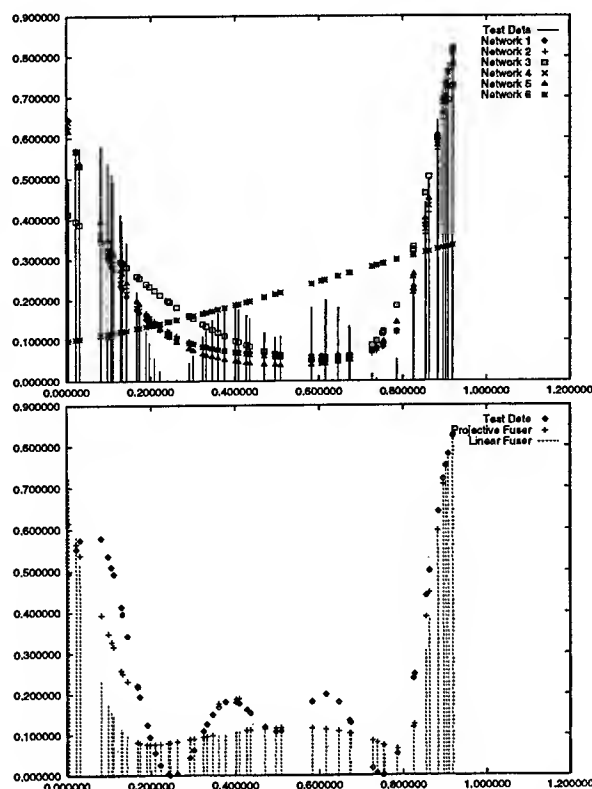 0.900000
Test Data
Network 1
0.800000
Network 2
Network 3
Network 4
0.700000
Network 5
Network 6
0.600000
0.500000
0.400000
0.300000
0.200000
0.100000
0.000000
0.000000 0.200000 0.400000 0.600000 0.800000 1.000000 1.200000
0.900000
Test Data
Projective Fuser
0.800000
Linear Fuser
0.700000
0.600000
0.500000
0.400000
0.300000
0.200000
0.100000
0.000000
0.000000 0.200000 0.400000 0.600000 0.800000 1.000000 1.200000